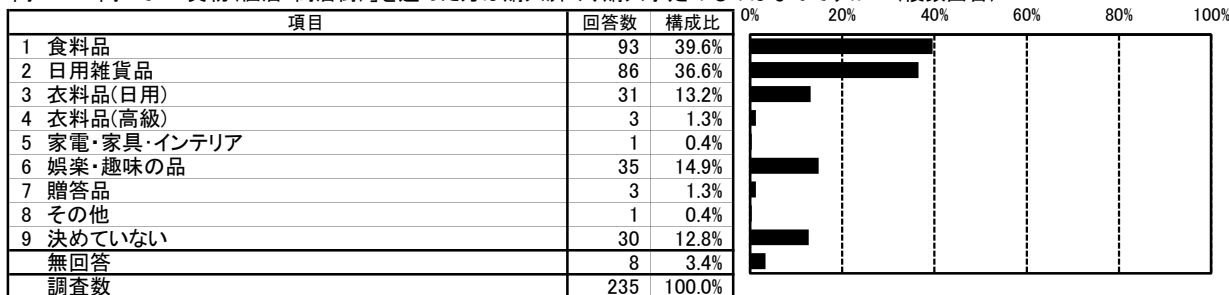 項目 回答数 構成比 0% 20% 40% 60% 80% 100%
1 食料品 93 39.6%
2 日用雑貨品 86 36.6%
3 衣料品(日用) 31 13.2%
4 衣料品(高級) 3 1.3%
5 家電・家具・インテリア 1 0.4%
6 娯楽・趣味の品 35 14.9%
7 贈答品 3 1.3%
8 その他 1 0.4%
9 決めていない 30 12.8%
無回答 8 3.4%
調査数 235 100.0%